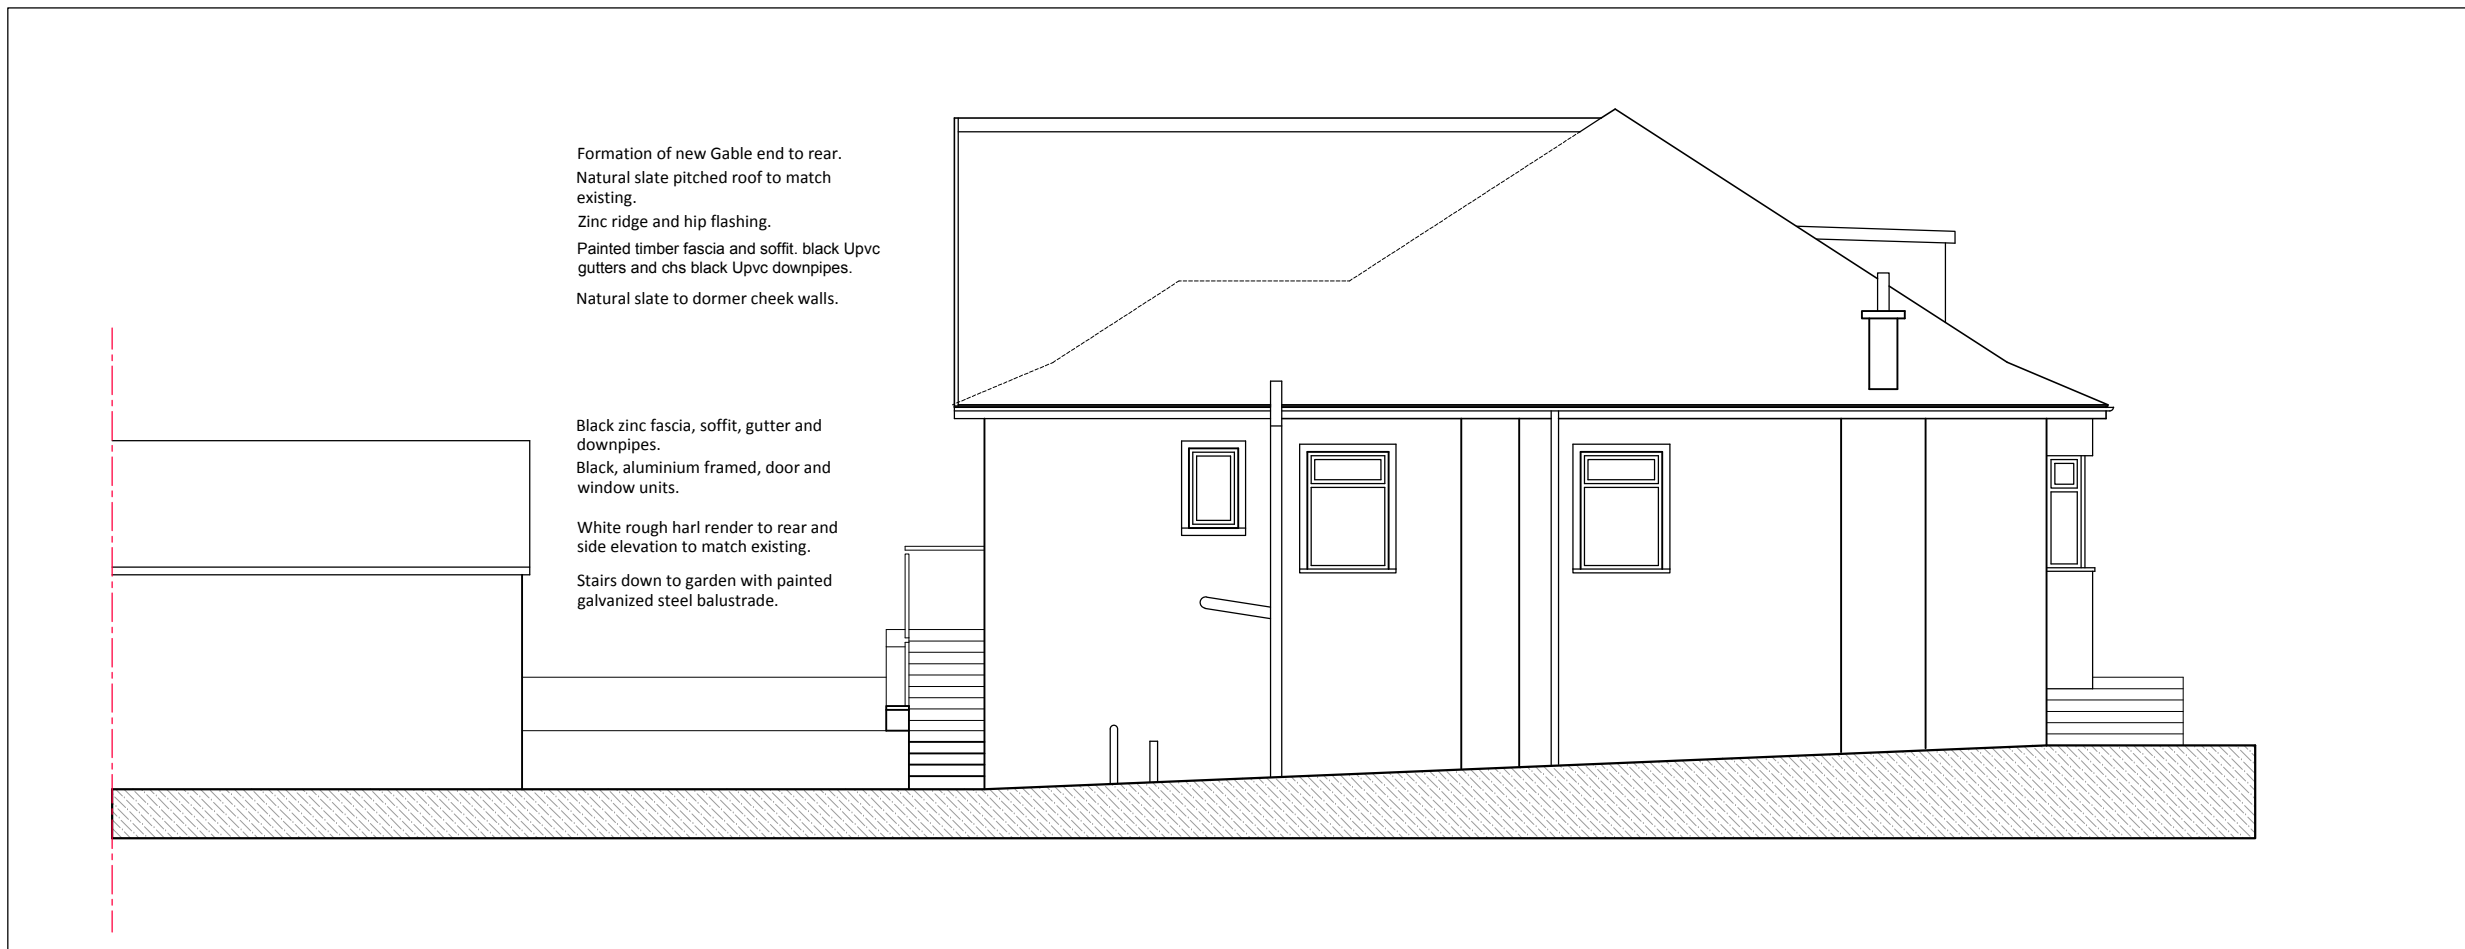 Formation of new Gable end to rear.
Natural slate pitched roof to match
existing.
Zinc ridge and hip flashing.
Painted timber fascia and soffit. black Upvc
gutters and chs black Upvc downpipes.
Natural slate to dormer cheek walls.
Black zinc fascia, soffit, gutter and
downpipes.
Black, aluminium framed, door and
window units.
White rough harl render to rear and
side elevation to match existing.
Stairs down to garden with painted
galvanized steel balustrade.